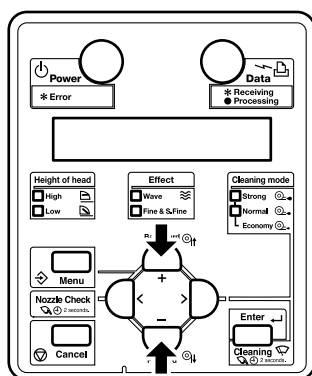 Power
Data
* Error
* Receiving
● Processing
Height of head
High
Low
Effect
Wave
Fine & S.Fine
Cleaning mode
Strong
Normal
Economy
Menu
+
< >
−
Nozzle Check
2 seconds.
Cancel
Enter
Cleaning
2 seconds.